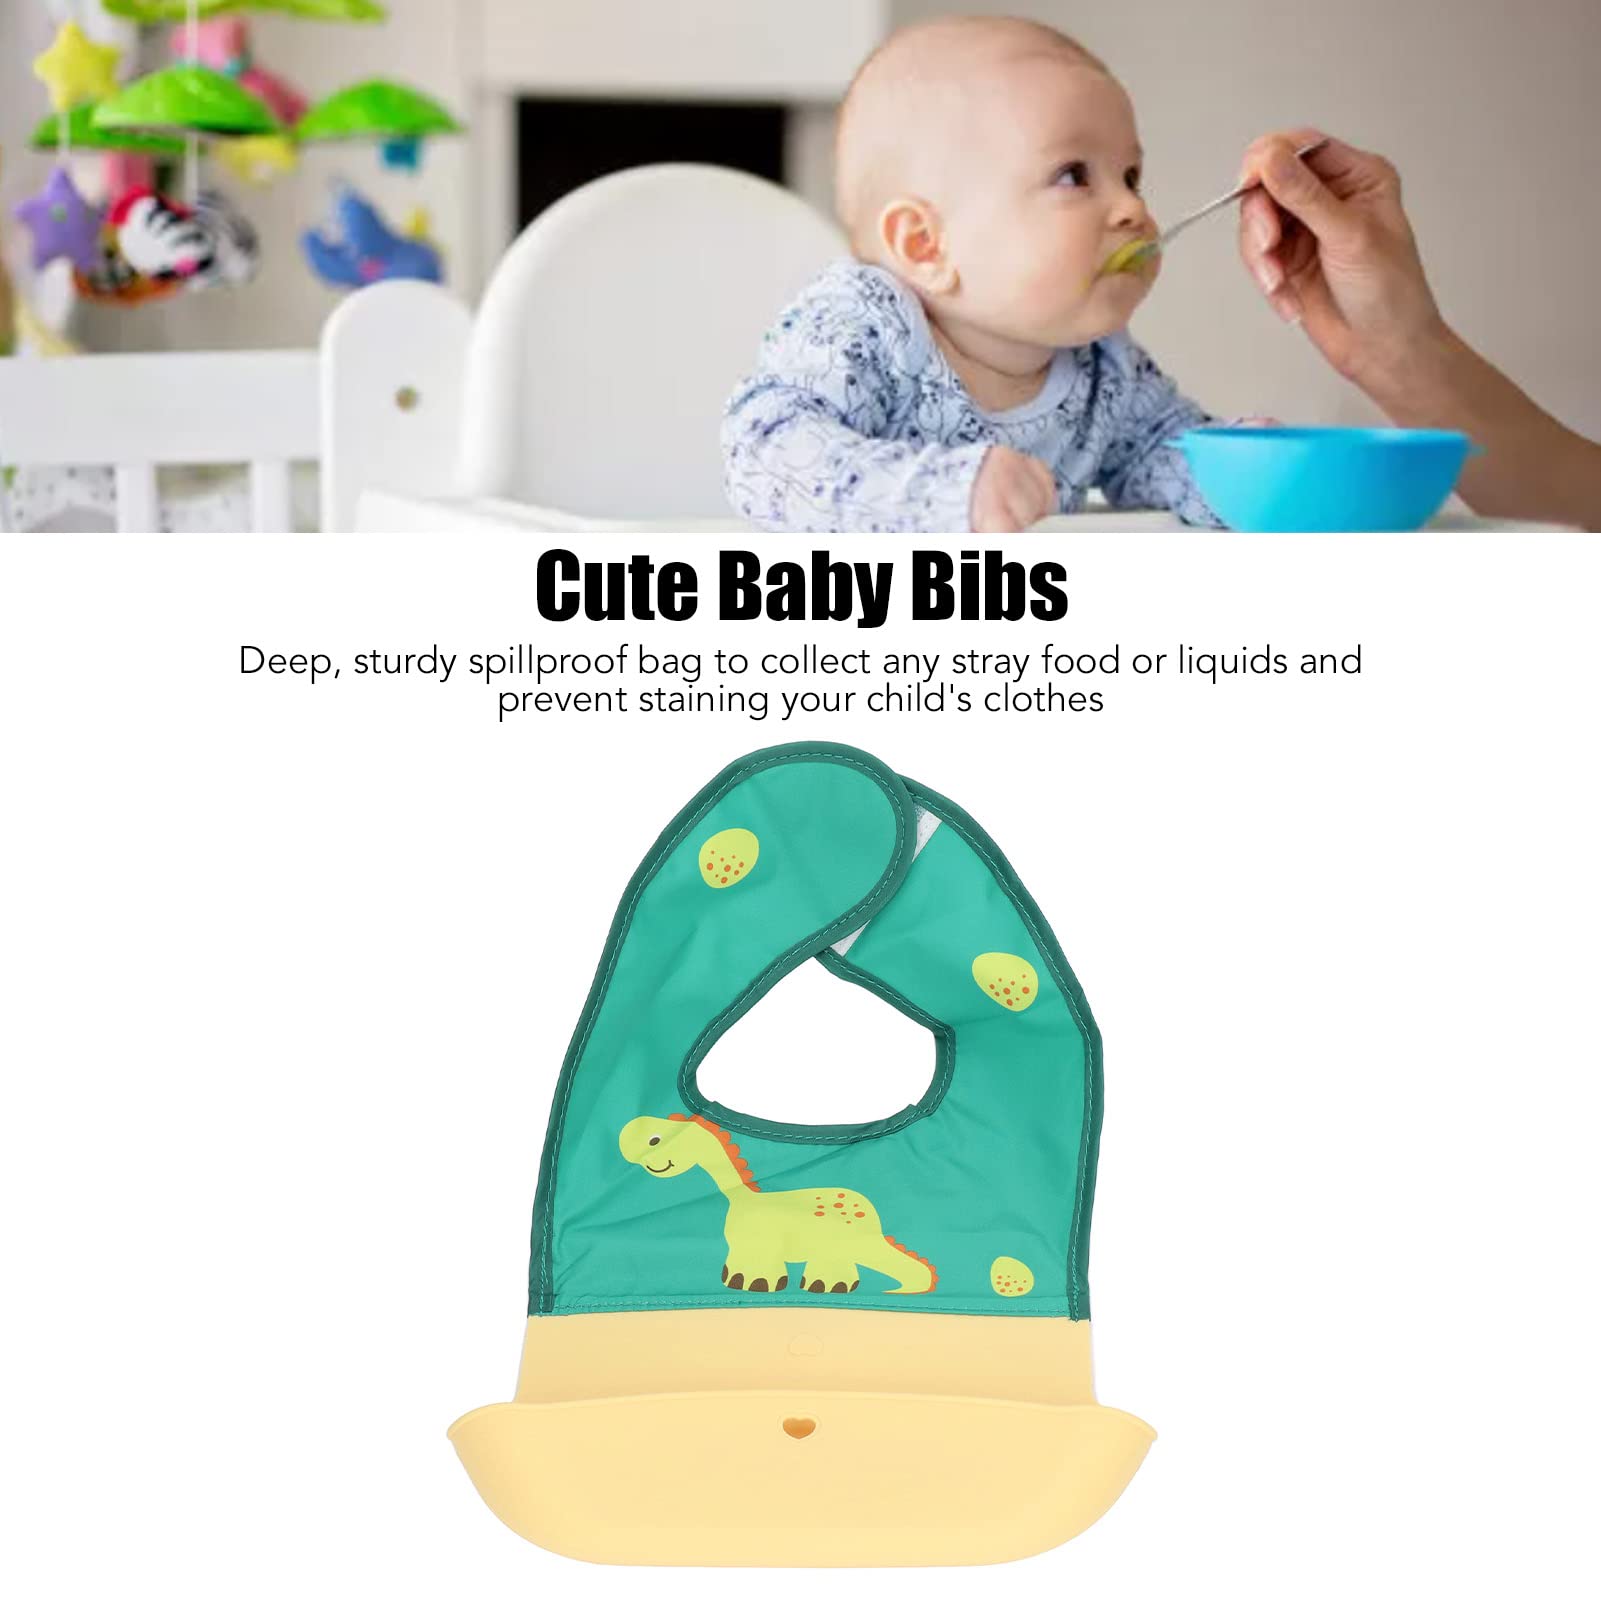 Cute Baby Bibs
Deep, sturdy spillproof bag to collect any stray food or liquids and
prevent staining your child's clothes